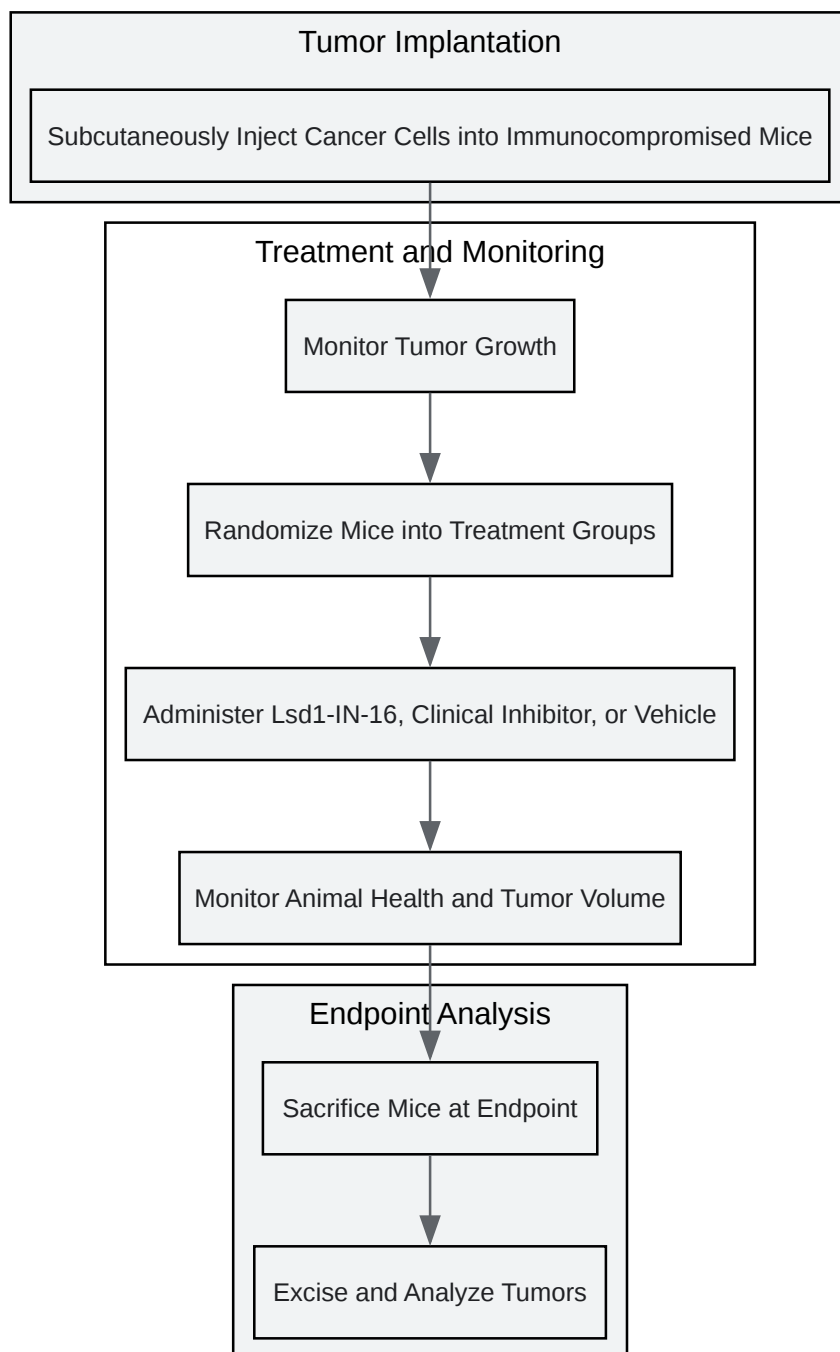 Tumor Implantation
Subcutaneously Inject Cancer Cells into Immunocompromised Mice
Treatment and Monitoring
Monitor Tumor Growth
Randomize Mice into Treatment Groups
Administer Lsd1-IN-16, Clinical Inhibitor, or Vehicle
Monitor Animal Health and Tumor Volume
Endpoint Analysis
Sacrifice Mice at Endpoint
Excise and Analyze Tumors